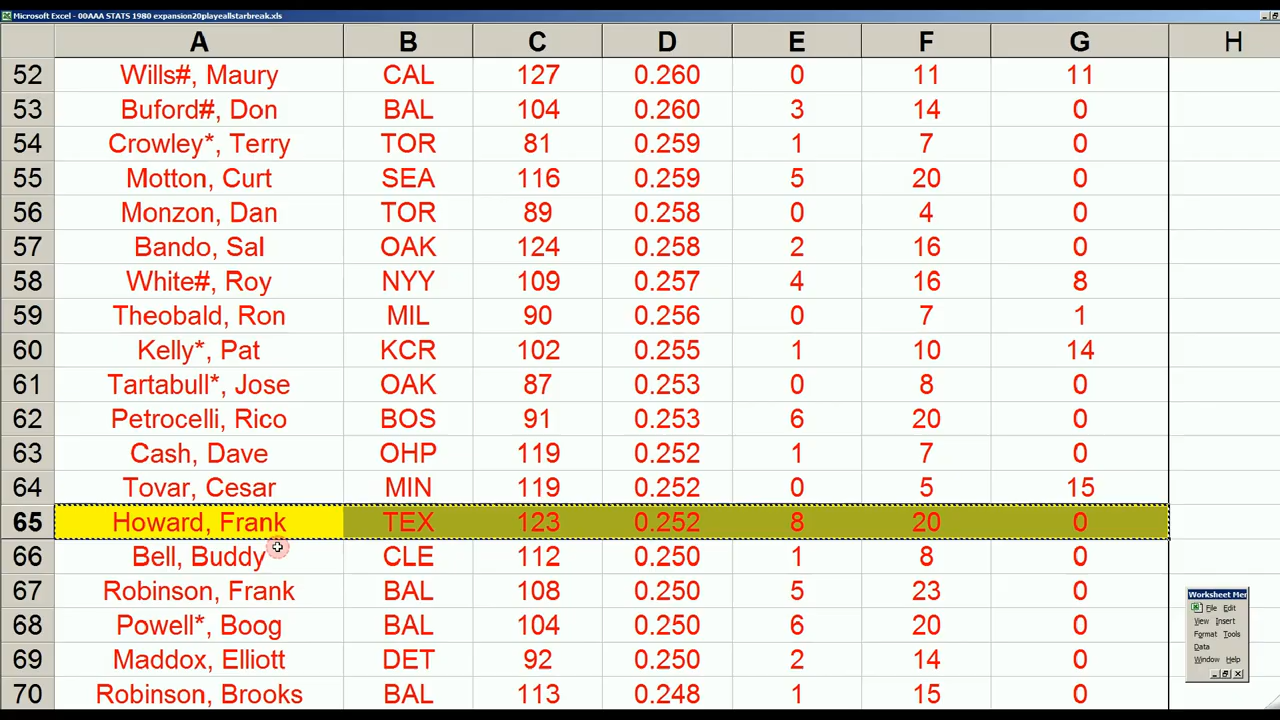 Microsoft Excel - 00AAA STATS 1980 expansion20playeallstarbreak.xls
A B C D E F G H
52 Wills#, Maury CAL 127 0.260 0 11 11
53 Buford#, Don BAL 104 0.260 3 14 0
54 Crowley*, Terry TOR 81 0.259 1 7 0
55 Motton, Curt SEA 116 0.259 5 20 0
56 Monzon, Dan TOR 89 0.258 0 4 0
57 Bando, Sal OAK 124 0.258 2 16 0
58 White#, Roy NYY 109 0.257 4 16 8
59 Theobald, Ron MIL 90 0.256 0 7 1
60 Kelly*, Pat KCR 102 0.255 1 10 14
61 Tartabull*, Jose OAK 87 0.253 0 8 0
62 Petrocelli, Rico BOS 91 0.253 6 20 0
63 Cash, Dave OHP 119 0.252 1 7 0
64 Tovar, Cesar MIN 119 0.252 0 5 15
65 Howard, Frank TEX 123 0.252 8 20 0
66 Bell, Buddy CLE 112 0.250 1 8 0
67 Robinson, Frank BAL 108 0.250 5 23 0
68 Powell*, Boog BAL 104 0.250 6 20 0
69 Maddox, Elliott DET 92 0.250 2 14 0
70 Robinson, Brooks BAL 113 0.248 1 15 0
Worksheet Mer
File Edit
View Insert
Format Tools
Data
Window Help